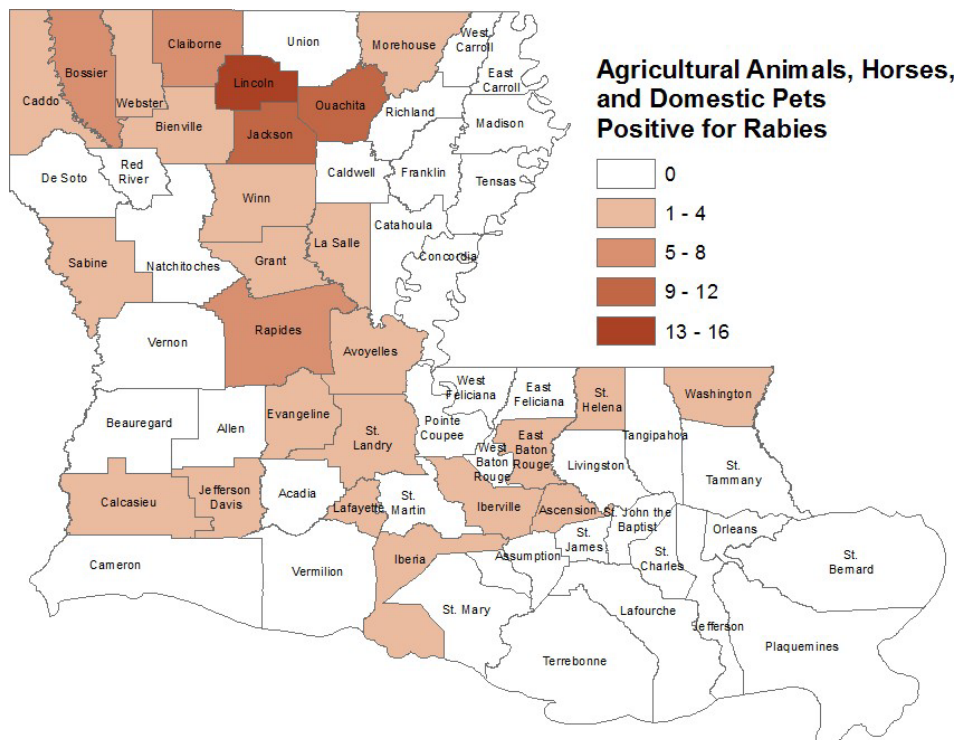 Union
Morehouse
West
Carroll
Claiborne
East
Carroll
Bossier
Lincoln
Caddo
Webster
Ouachita
Richland
Madison
Bienville
Jackson
De Soto
Red
River
Caldwell
Franklin
Tensas
Winn
Catahoula
La Salle
Concordia
Sabine
Natchitoches
Grant
Rapides
Vernon
Avoyelles
West
Feliciana
East
Feliciana
St.
Helena
Washington
Beauregard
Allen
Evangeline
St.
Landry
Pointe
Coupee
West
Baton
Rouge
East
Baton
Rouge
Livingston
Tangipahoa
St.
Tammany
Calcasieu
Jefferson
Davis
Acadia
Lafayette
St.
Martin
Iberville
Ascension
St. John the
Baptist
Orleans
Cameron
Vermilion
Iberia
Assumption
St.
James
St.
Charles
St.
Bernard
St. Mary
Lafourche
Jefferson
Plaquemines
Terrebonne
Agricultural Animals, Horses,
and Domestic Pets
Positive for Rabies
0
1 - 4
5 - 8
9 - 12
13 - 16